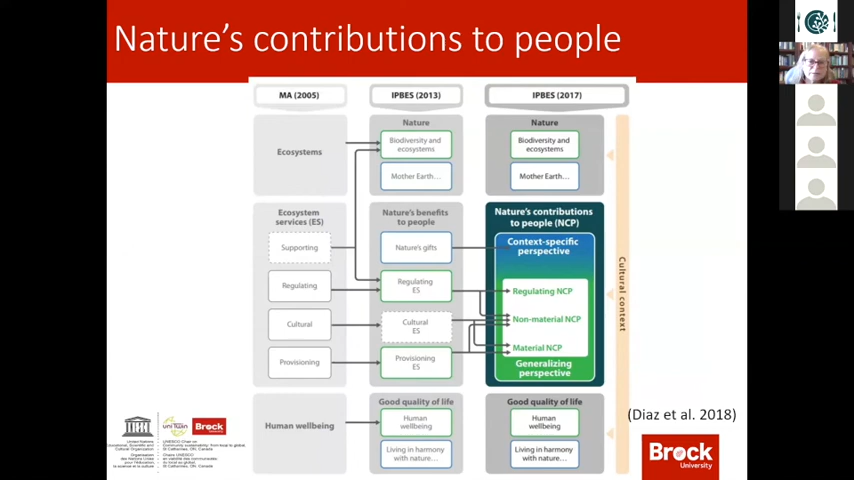 Nature's contributions to people
MA (2005)
IPBES (2013)
IPBES (2017)
Ecosystems
Nature
Biodiversity and
ecosystems
Mother Earth...
Nature
Biodiversity and
ecosystems
Mother Earth...
Ecosystem
services (ES)
Supporting
Regulating
Cultural
Provisioning
Nature's benefits
to people
Nature's gifts
Regulating
ES
Cultural
ES
Provisioning
ES
Nature's contributions
to people (NCP)
Context-specific
perspective
Regulating NCP
Non-material NCP
Material NCP
Generalizing
perspective
Cultural context
Human wellbeing
Good quality of life
Human
wellbeing
Living in harmony
with nature...
Good quality of life
Human
wellbeing
Living in harmony
with nature...
(Diaz et al. 2018)
Brock
Brock
University